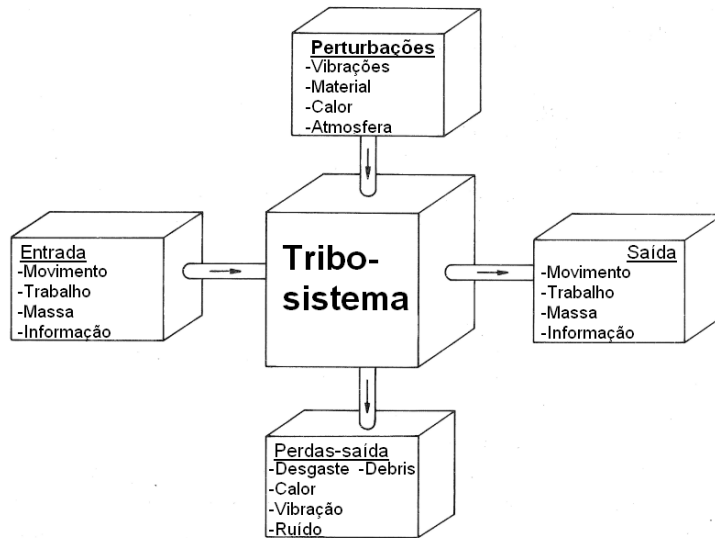 Perturbações
-Vibrações
-Material
-Calor
-Atmosfera
Entrada
-Movimento
-Trabalho
-Massa
-Informação
Tribo-
sistema
Saída
-Movimento
-Trabalho
-Massa
-Informação
Perdas-saída
-Desgaste -Debris
-Calor
-Vibração
-Ruído